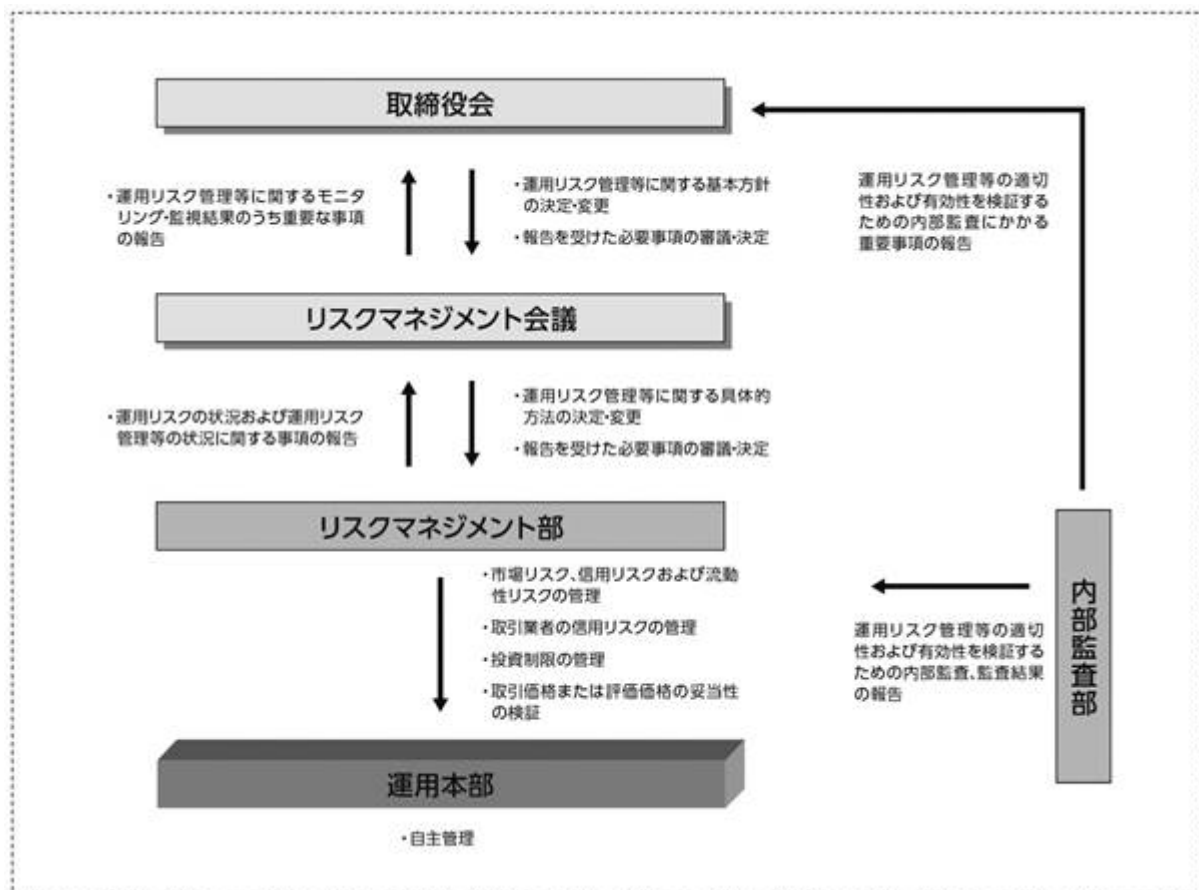 取締役会
・運用リスク管理等に関するモニタ
リング・監視結果のうち重要な事項
の報告
・運用リスク管理等に関する基本方針
の決定・変更
・報告を受けた必要事項の審議・決定
運用リスク管理等の適切
性および有効性を検証する
ための内部監査にかかる
重要事項の報告
リスクマネジメント会議
・運用リスクの状況および運用リスク
管理等の状況に関する事項の報告
・運用リスク管理等に関する具体的
方法の決定・変更
・報告を受けた必要事項の審議・決定
リスクマネジメント部
・市場リスク、信用リスクおよび流動
性リスクの管理
・取引業者の信用リスクの管理
・投資制限の管理
・取引価格または評価価格の妥当性
の検証
運用リスク管理等の適切
性および有効性を検証する
ための内部監査、監査結果
の報告
内部監査部
運用本部
・自主管理